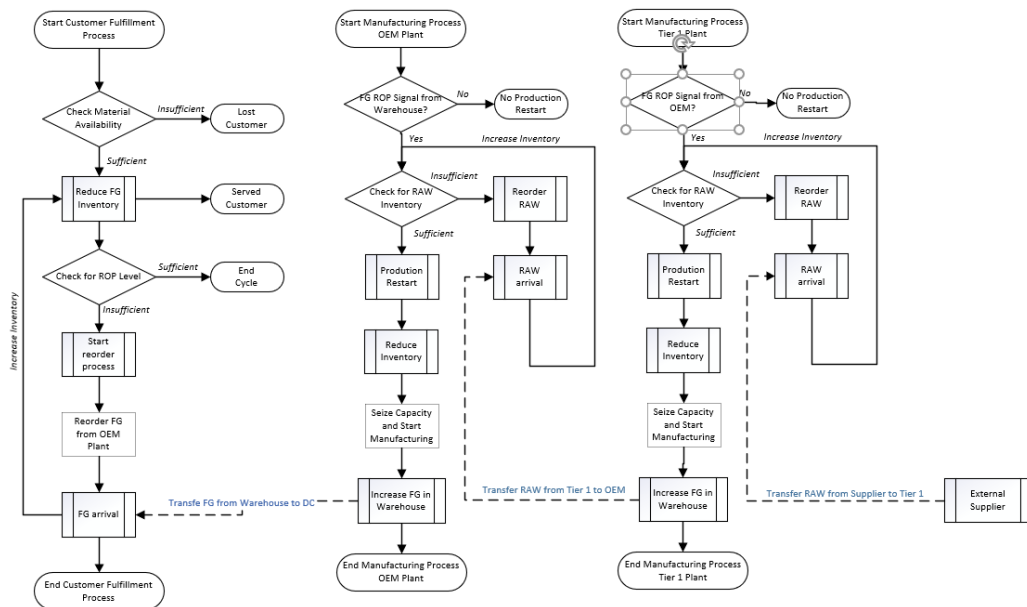 Start Customer Fulfillment
Process
Check Material
Availability
Insufficient
Lost
Customer
Sufficient
Reduce FG
Inventory
Served
Customer
Check for ROP Level
Sufficient
End
Cycle
Insufficient
Increase Inventory
Start
reorder
process
Reorder FG
from OEM
Plant
FG arrival
End Customer Fulfillment
Process
Transfe FG from Warehouse to DC
Start Manufacturing Process
OEM Plant
FG ROP Signal from
Warehouse?
No
No Production
Restart
Yes
Increase Inventory
Check for RAW
Inventory
Insufficient
Reorder
RAW
Sufficient
Prodution
Restart
RAW
arrival
Reduce
Inventory
Seize Capacity
and Start
Manufacturing
Increase FG in
Warehouse
End Manufacturing Process
OEM Plant
Transfer RAW from Tier 1 to OEM
Start Manufacturing Process
Tier 1 Plant
FG ROP Signal from
OEM?
No
No Production
Restart
Yes
Increase Inventory
Check for RAW
Inventory
Insufficient
Reorder
RAW
Sufficient
Prodution
Restart
RAW
arrival
Reduce
Inventory
Seize Capacity
and Start
Manufacturing
Increase FG in
Warehouse
End Manufacturing Process
Tier 1 Plant
Transfer RAW from Supplier to Tier 1
External
Supplier